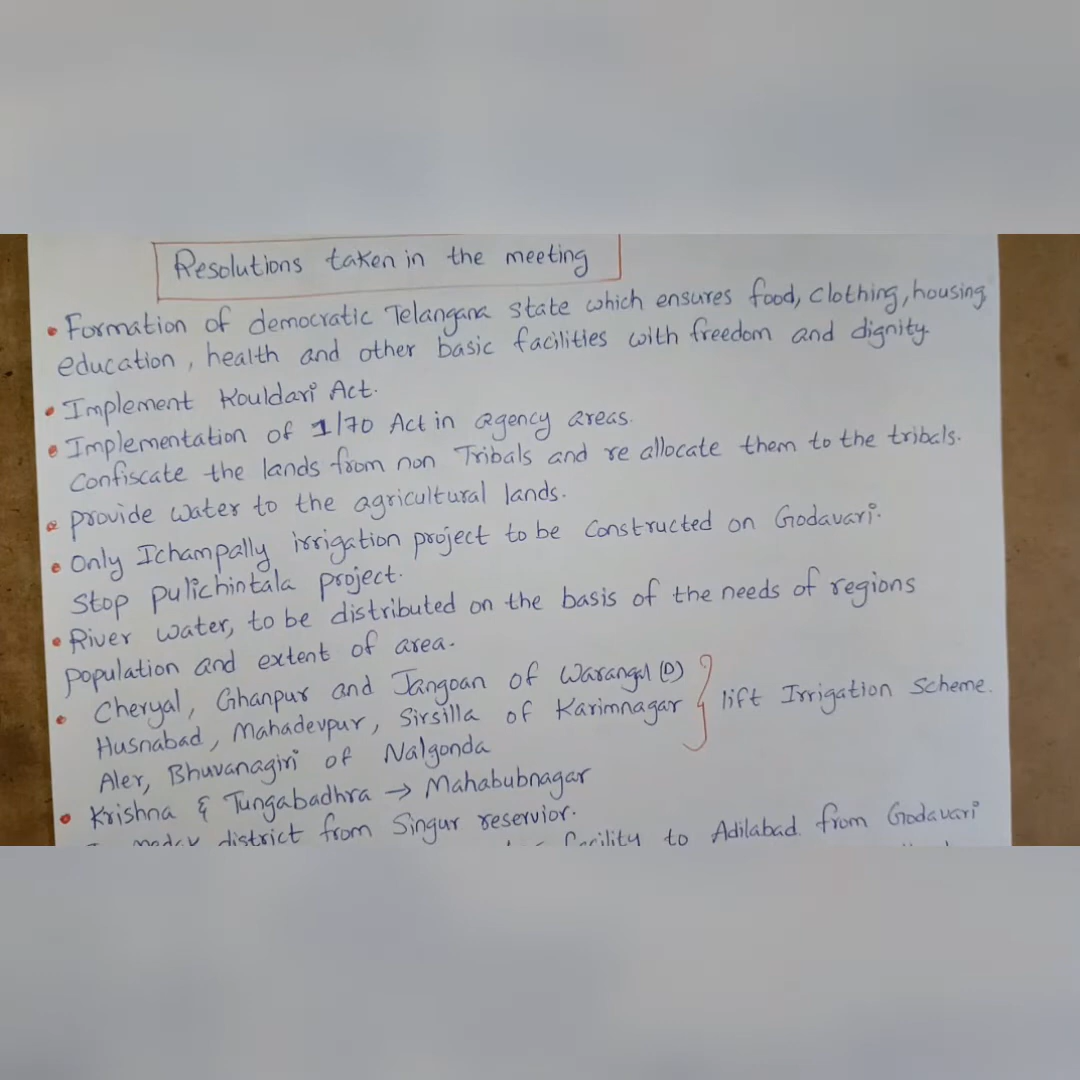 Resolutions taken in the meeting
• Formation of democratic Telangana state which ensures food, clothing, housing,
education, health and other basic facilities with freedom and dignity
• Implement Kouldari Act.
• Implementation of 1/70 Act in agency areas.
Confiscate the lands from non Tribals and re allocate them to the tribals.
• provide water to the agricultural lands.
• Only Ichampally irrigation project to be constructed on Godavari.
Stop pulichintala project.
• River water, to be distributed on the basis of the needs of regions
population and extent of area.
• Cheryal, Ghanpur and Jangoan of Warangal (D)
Husnabad, Mahadevpur, Sirsilla of Karimnagar } lift Irrigation Scheme.
Aler, Bhuvanagiri of Nalgonda
• Krishna & Tungabadhra → Mahabubnagar
district from Singur reservior.
facility to Adilabad from Godavari